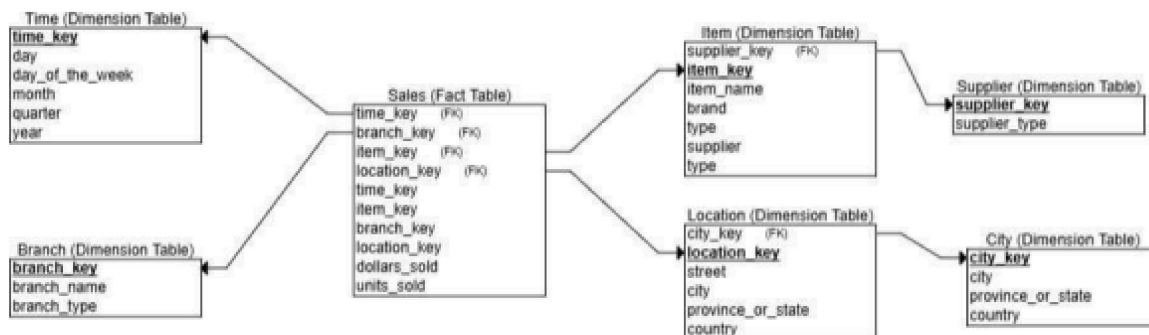 Time (Dimension Table)
time_key
day
day_of_the_week
month
quarter
year
Branch (Dimension Table)
branch_key
branch_name
branch_type
Sales (Fact Table)
time_key (FK)
branch_key (FK)
item_key (FK)
location_key (FK)
time_key
item_key
branch_key
location_key
dollars_sold
units_sold
Item (Dimension Table)
supplier_key (FK)
item_key
item_name
brand
type
supplier
type
Supplier (Dimension Table)
supplier_key
supplier_type
Location (Dimension Table)
city_key (FK)
location_key
street
city
province_or_state
country
City (Dimension Table)
city_key
city
province_or_state
country